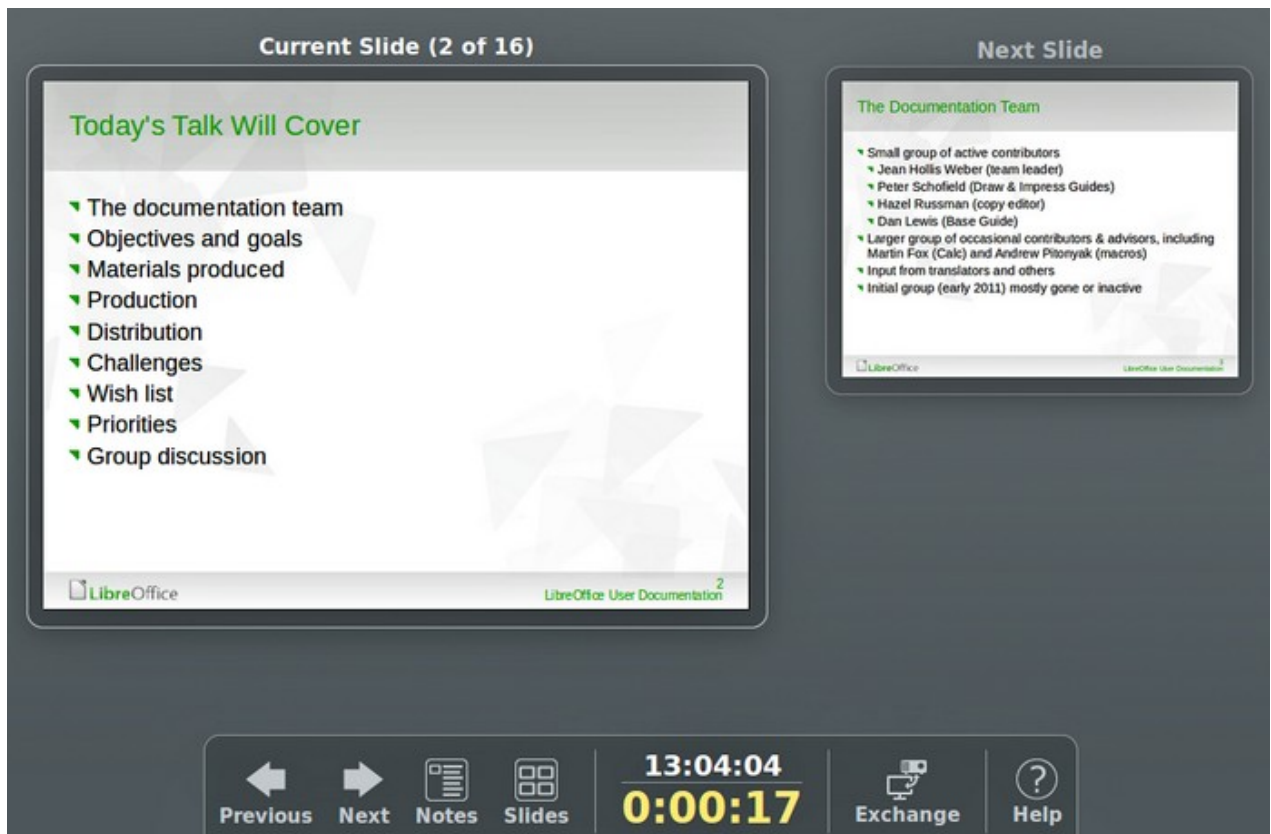 Current Slide (2 of 16)
Today's Talk Will Cover
The documentation team
Objectives and goals
Materials produced
Production
Distribution
Challenges
Wish list
Priorities
Group discussion
LibreOffice
2
LibreOffice User Documentation
Next Slide
The Documentation Team
Small group of active contributors
Jean Hollis Weber (team leader)
Peter Schofield (Draw & Impress Guides)
Hazel Russman (copy editor)
Dan Lewis (Base Guide)
Larger group of occasional contributors & advisors, including
Martin Fox (Calc) and Andrew Pitonyak (macros)
Input from translators and others
Initial group (early 2011) mostly gone or inactive
LibreOffice
3
LibreOffice User Documentation
Previous
Next
Notes
Slides
13:04:04
0:00:17
Exchange
?
Help